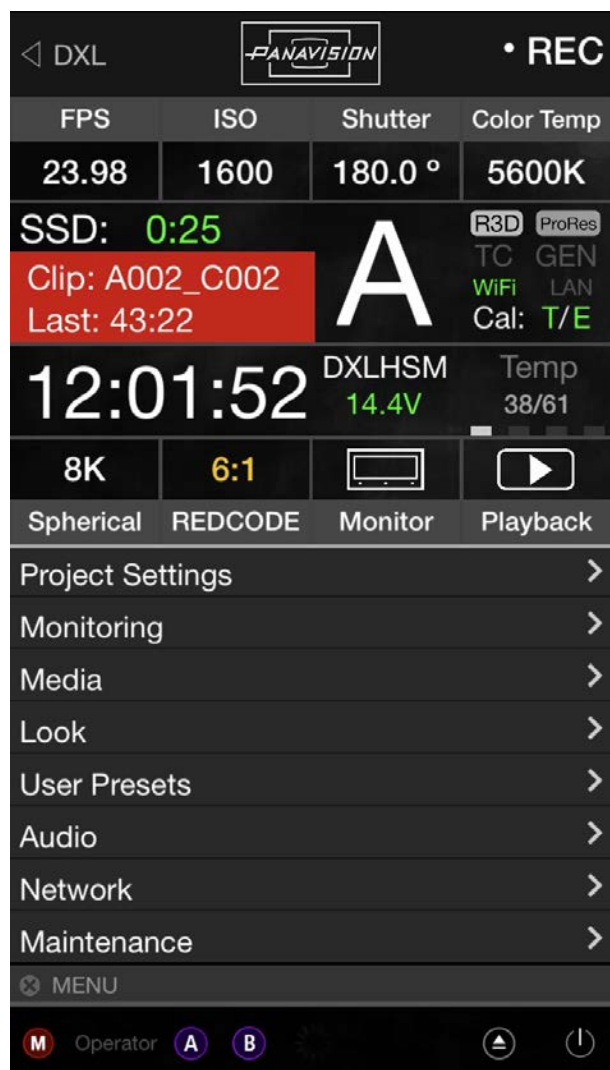 DXL
PANAVISION
• REC
FPS ISO Shutter Color Temp
23.98 1600 180.0 º 5600K
SSD: 0:25
Clip: A002_C002
Last: 43:22
A
R3D ProRes
TC GEN
WiFi LAN
Cal: T/E
12:01:52
DXLHSM
14.4V
Temp
38/61
8K 6:1
Spherical REDCODE Monitor Playback
Project Settings
Monitoring
Media
Look
User Presets
Audio
Network
Maintenance
MENU
M Operator A B